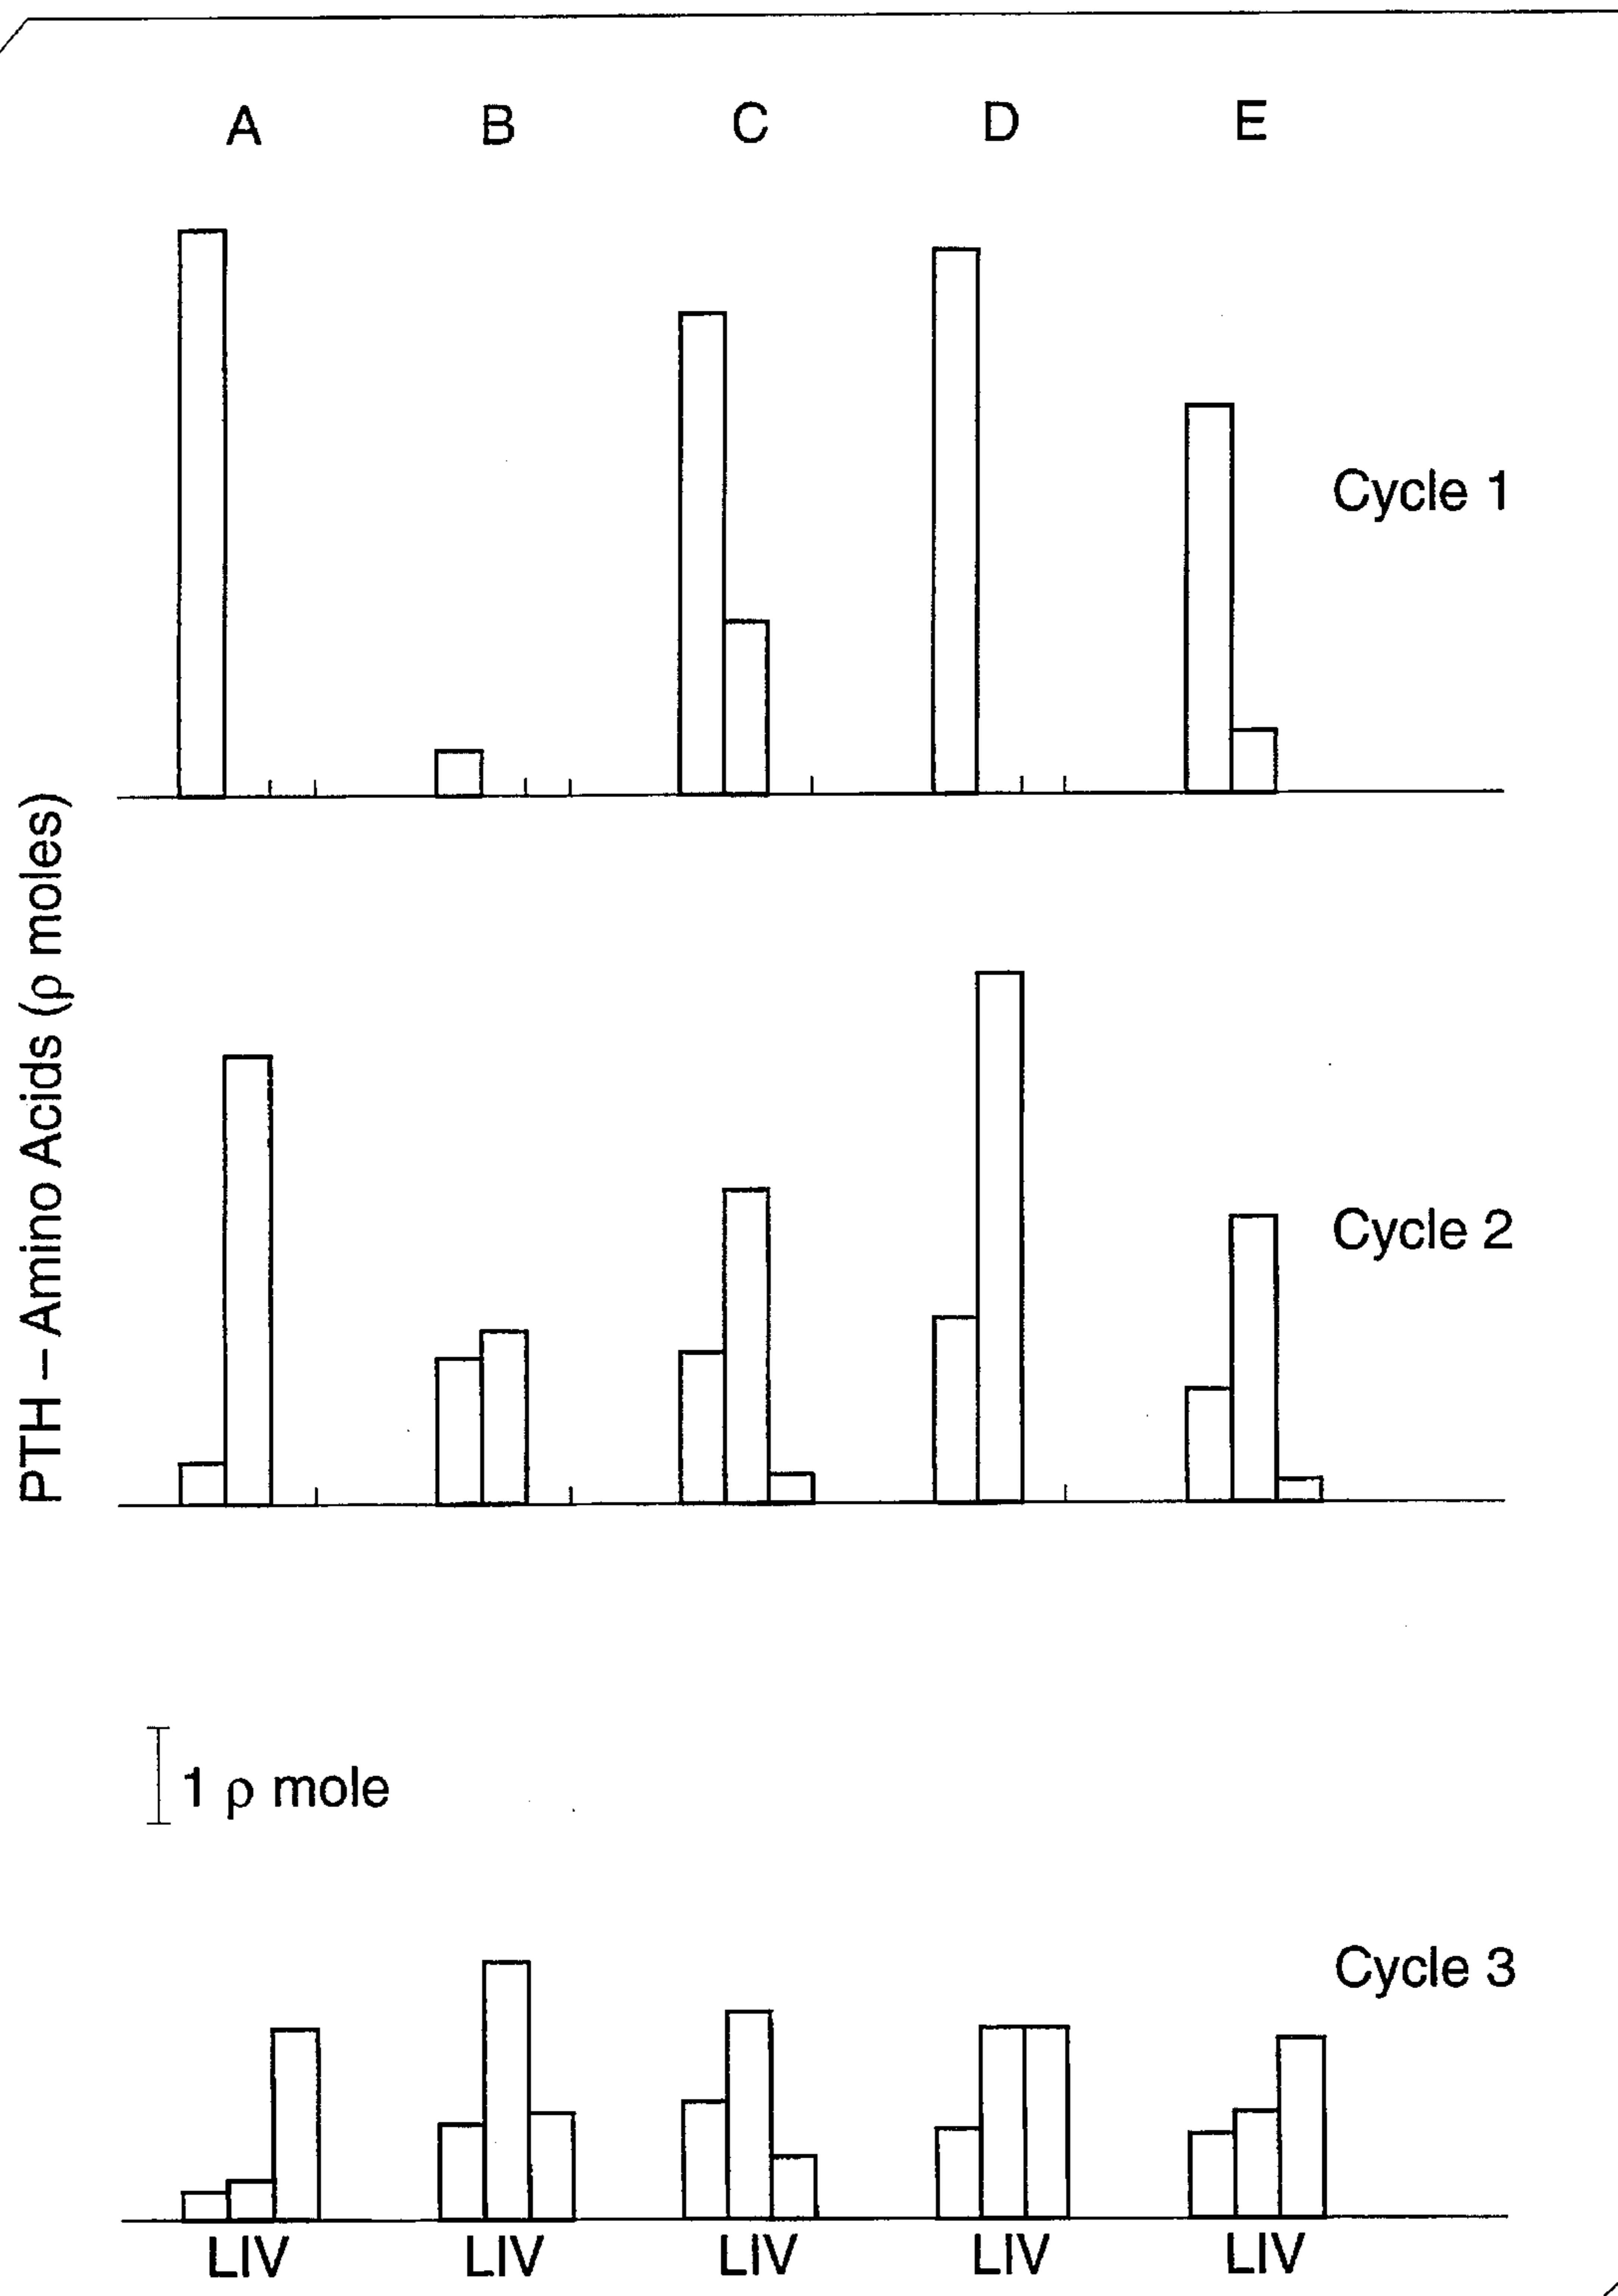 A B C D E
Cycle 1
PTH – Amino Acids (ρ moles)
Cycle 2
1 ρ mole
Cycle 3
LIV LIV LIV LIV LIV